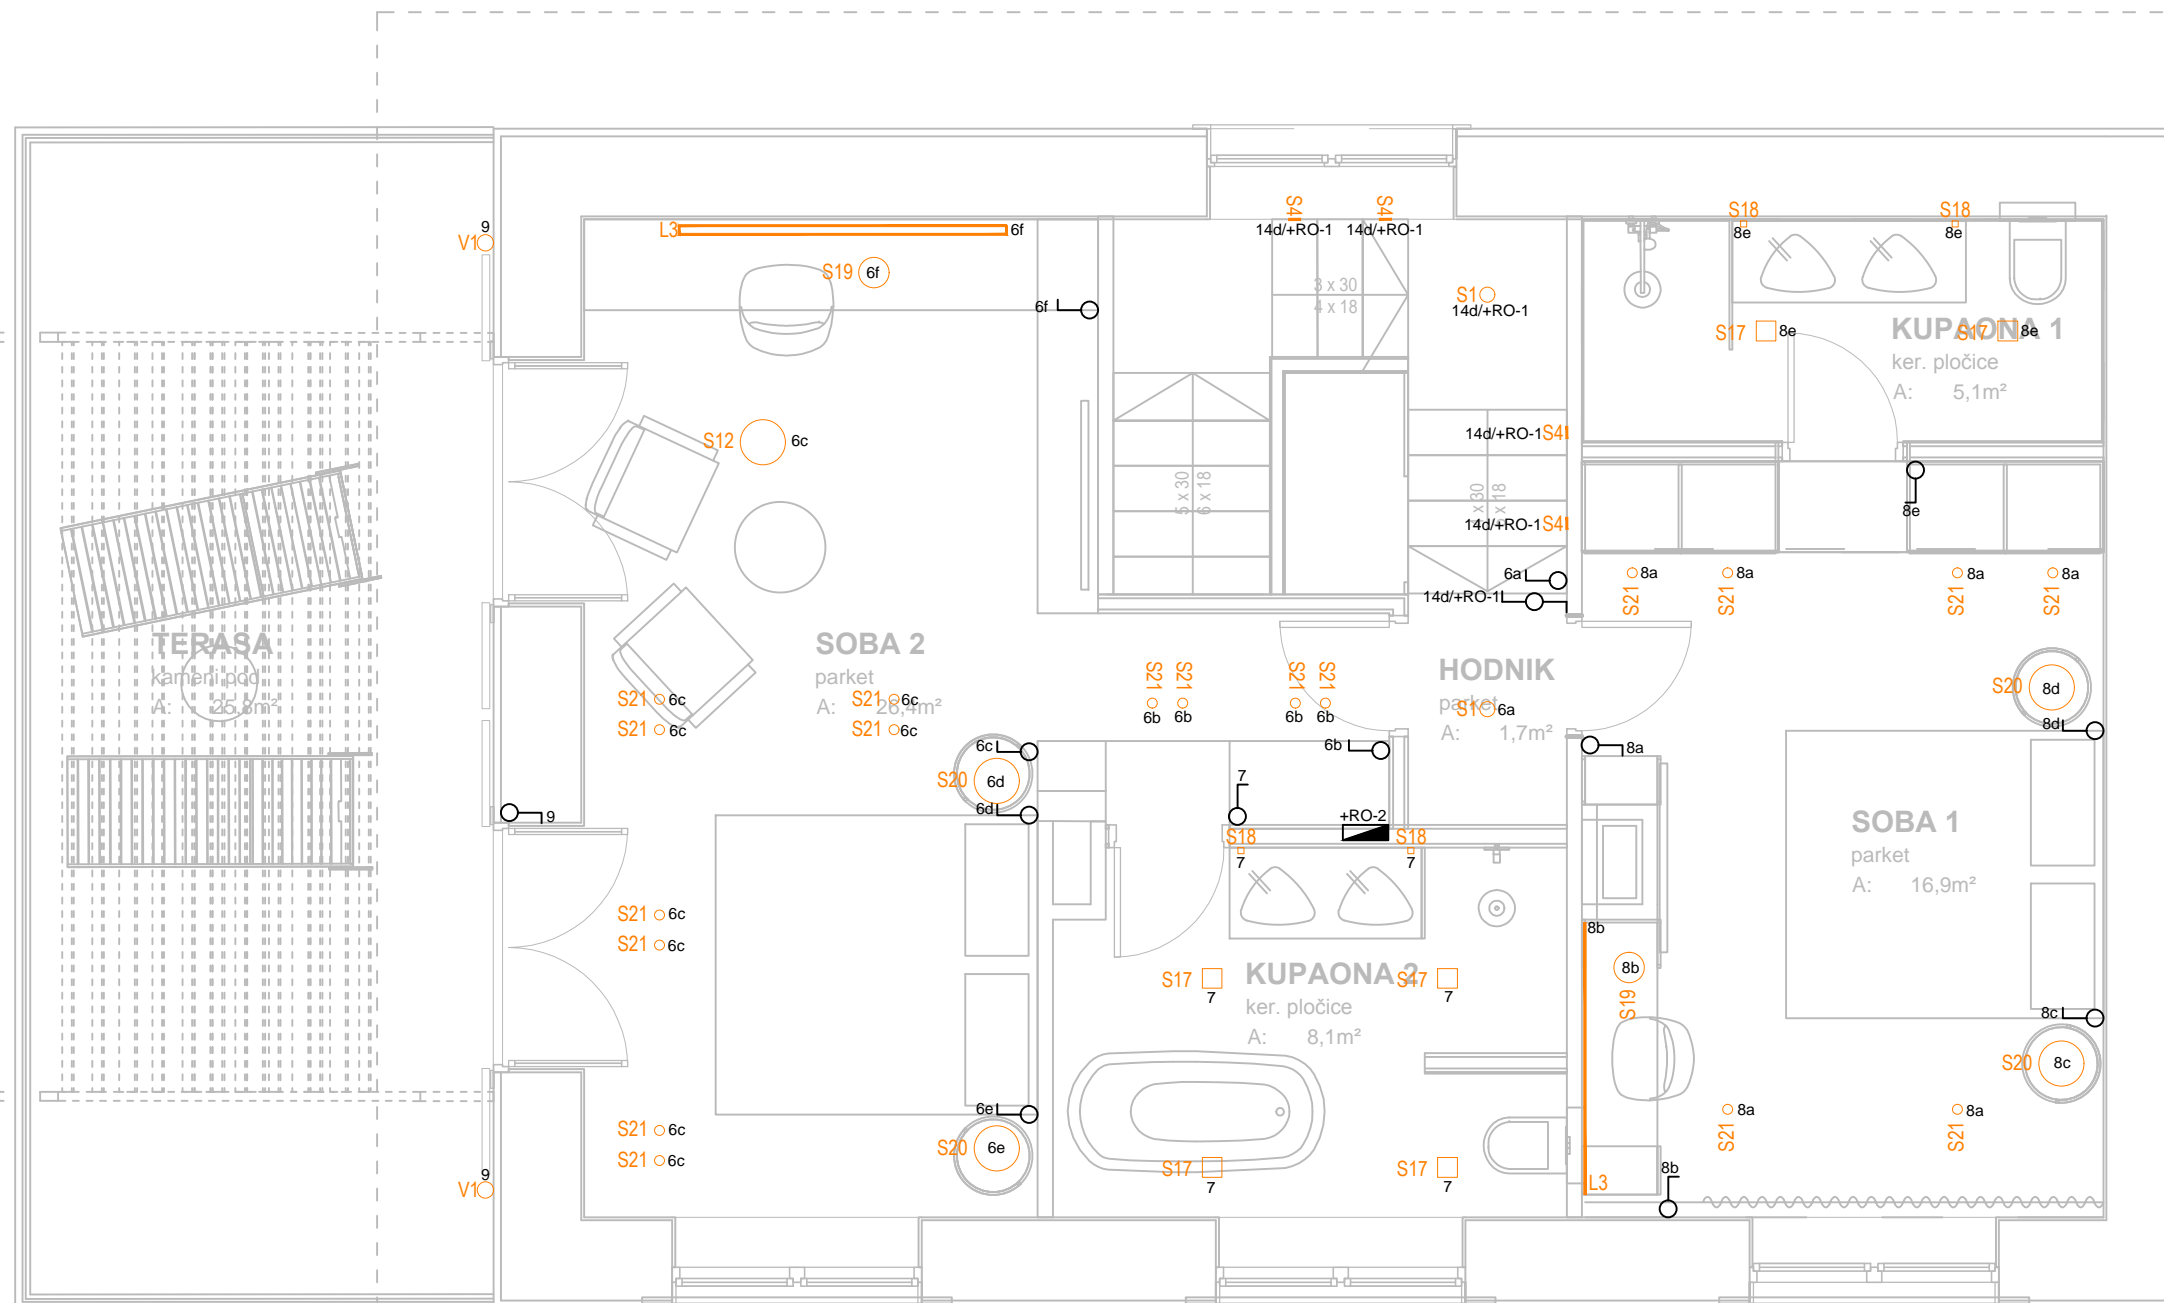 S4 S4
14d/+RO-1 14d/+RO-1
S18 S18
8e 8e
9
V1
L3 6f
S19 6f
6f
3 x 30
4 x 18
S1
14d/+RO-1
S17 8e
KUPAONA 1
S17 8e
ker. pločice
A: 5,1m²
S12 6c
14d/+RO-1 S4
5 x 30
6 x 18
x 30
x 18
14d/+RO-1 S4
8e
6a
14d/+RO-1
8a 8a 8a 8a
S21 S21 S21 S21
TERASA
kameni pod
A: 25,8m²
SOBA 2
parket
A: 26,4m²
HODNIK
parket
A: 1,7m²
S1 6a
S21 S21 S21 S21
6b 6b 6b 6b
S21 6c S21 6c
S21 6c S21 6c
S20 8d
8d
6c
6b
8a
S20 6d
6d
7
9
+RO-2
S18 S18
7 7
SOBA 1
parket
A: 16,9m²
S21 6c
S21 6c
8b
8b
S19
S17 S17
7 7
KUPAONA 2
ker. pločice
A: 8,1m²
8c
S20 8c
6e
S21 6c
S21 6c
S20 6e
8a 8a
S21 S21
S17 S17
7 7
9
V1
8b
L3